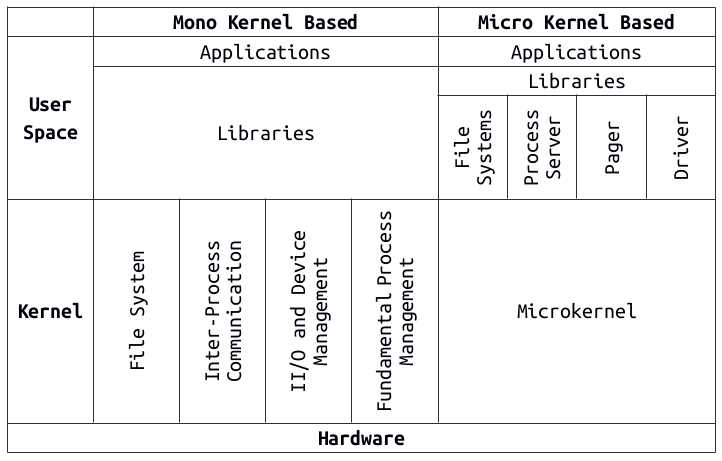 Mono Kernel Based
Micro Kernel Based
Applications
Applications
User
Space
Libraries
Libraries
File
Systems
Process
Server
Pager
Driver
Kernel
File System
Inter-Process
Communication
II/O and Device
Management
Fundamental Process
Management
Microkernel
Hardware